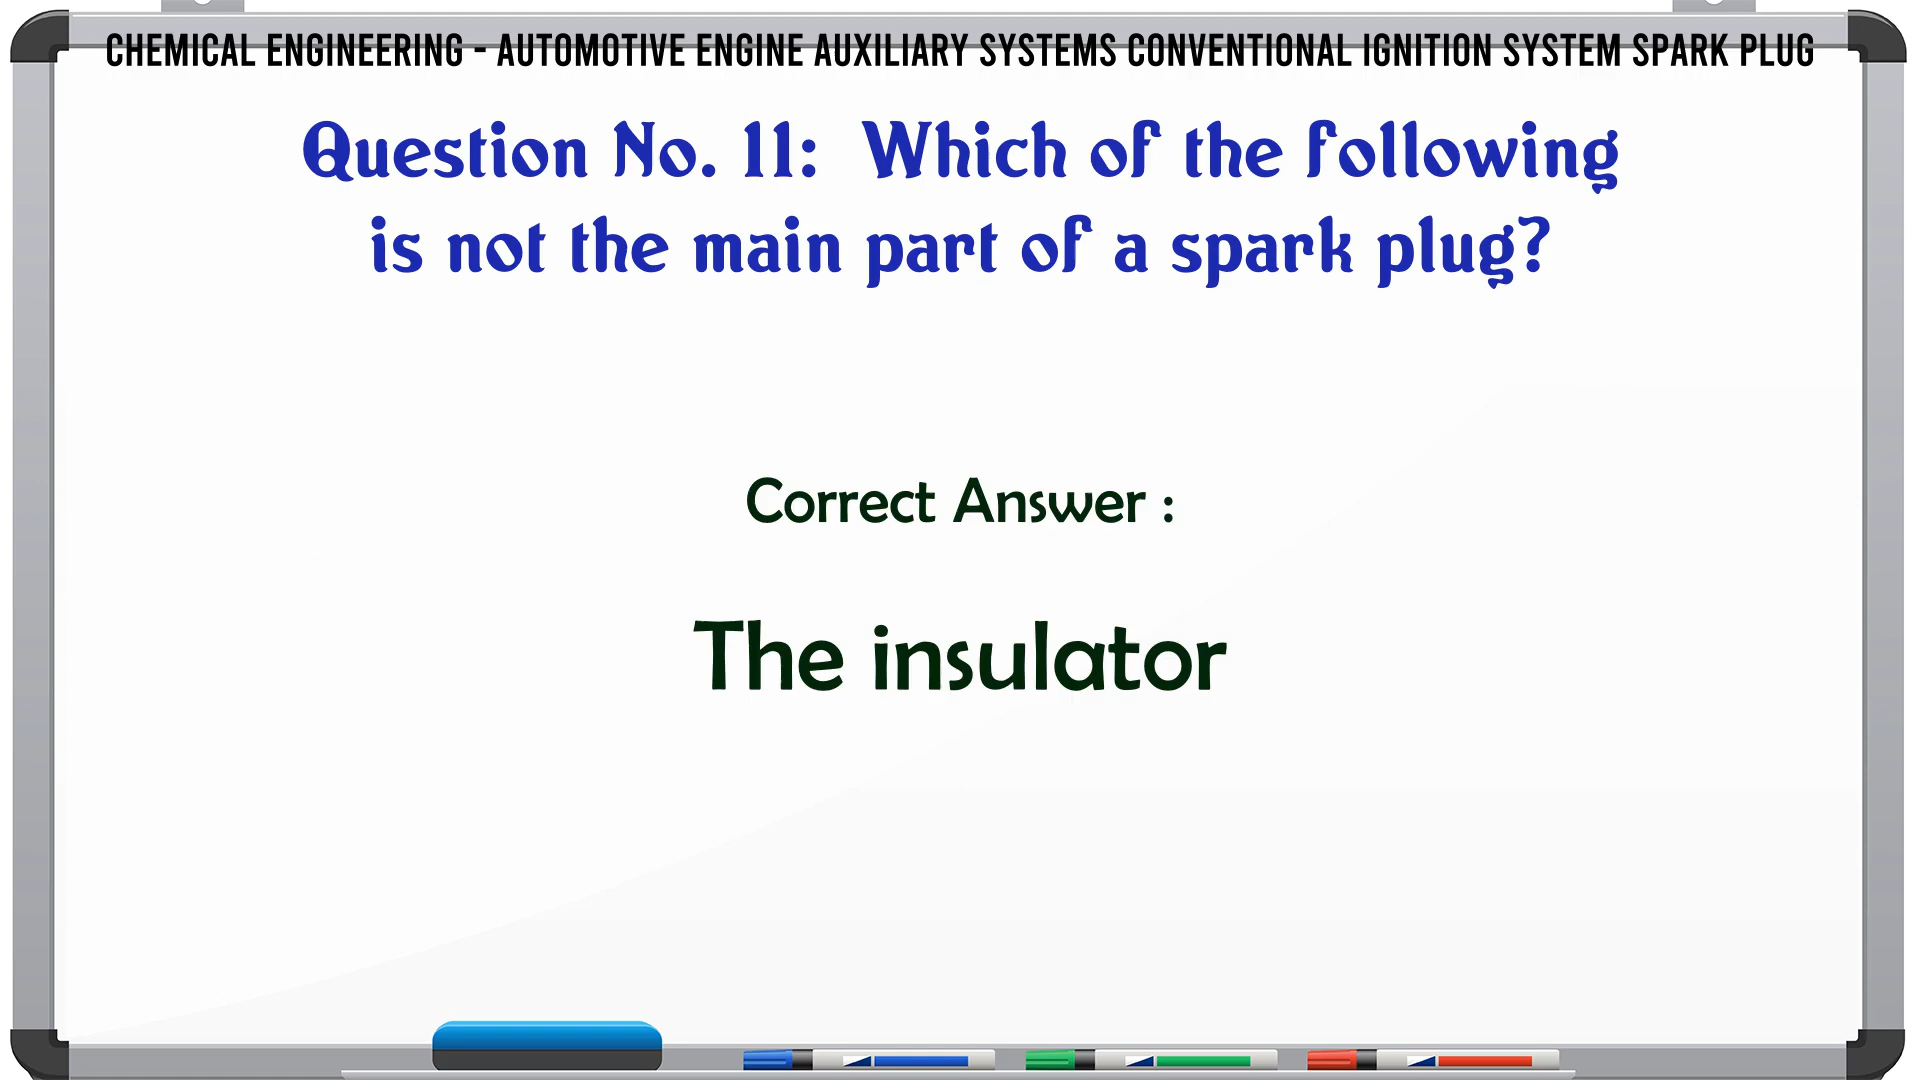 CHEMICAL ENGINEERING - AUTOMOTIVE ENGINE AUXILIARY SYSTEMS CONVENTIONAL IGNITION SYSTEM SPARK PLUG
Question No. 11: Which of the following
is not the main part of a spark plug?
Correct Answer :
The insulator